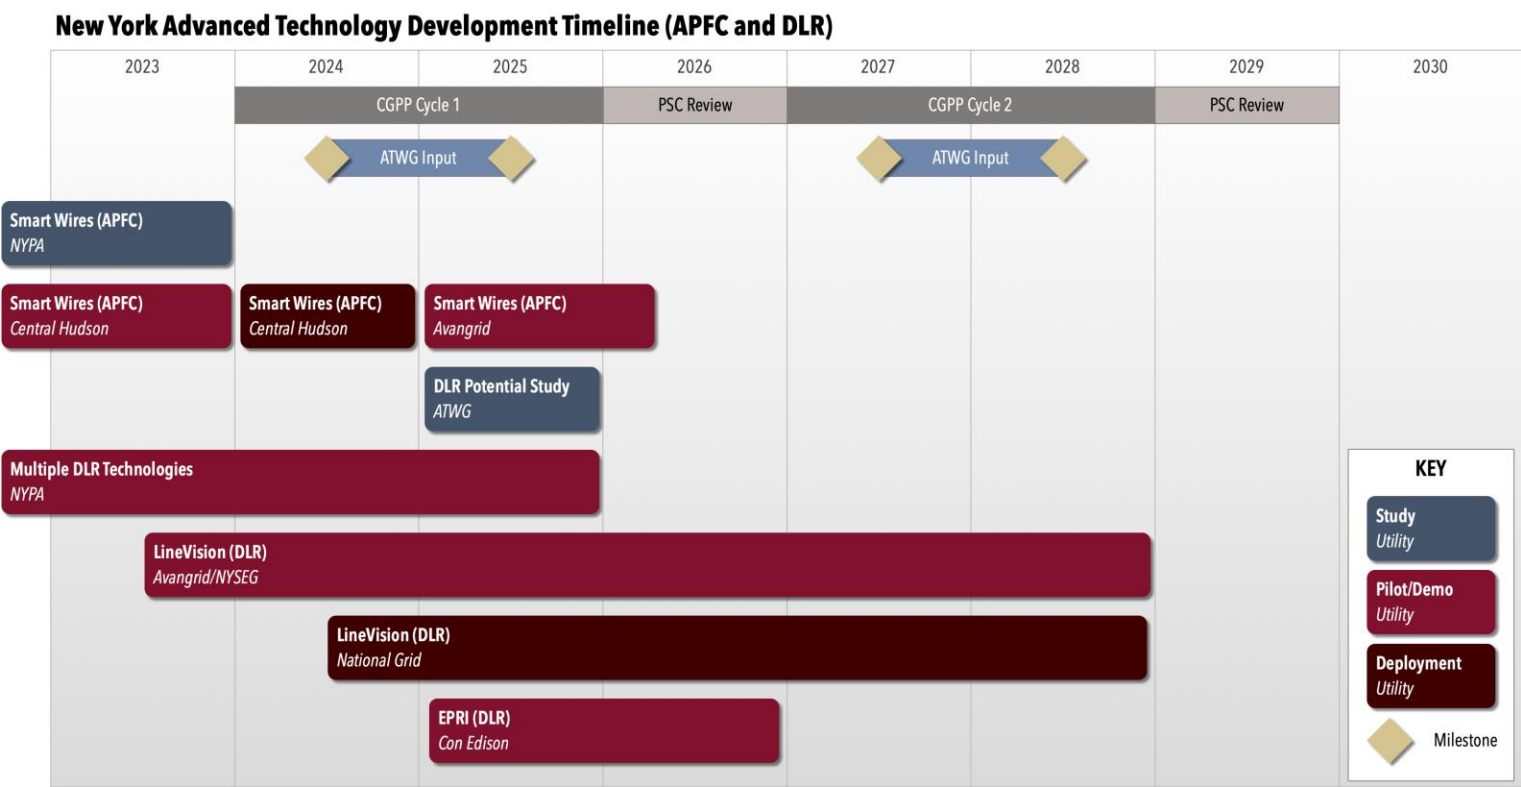 New York Advanced Technology Development Timeline (APFC and DLR)
2023 2024 2025 2026 2027 2028 2029 2030
CGPP Cycle 1 PSC Review CGPP Cycle 2 PSC Review
ATWG Input ATWG Input
Smart Wires (APFC)
NYPA
Smart Wires (APFC)
Central Hudson
Smart Wires (APFC)
Central Hudson
Smart Wires (APFC)
Avangrid
DLR Potential Study
ATWG
Multiple DLR Technologies
NYPA
LineVision (DLR)
Avangrid/NYSEG
LineVision (DLR)
National Grid
EPRI (DLR)
Con Edison
KEY
Study
Utility
Pilot/Demo
Utility
Deployment
Utility
Milestone